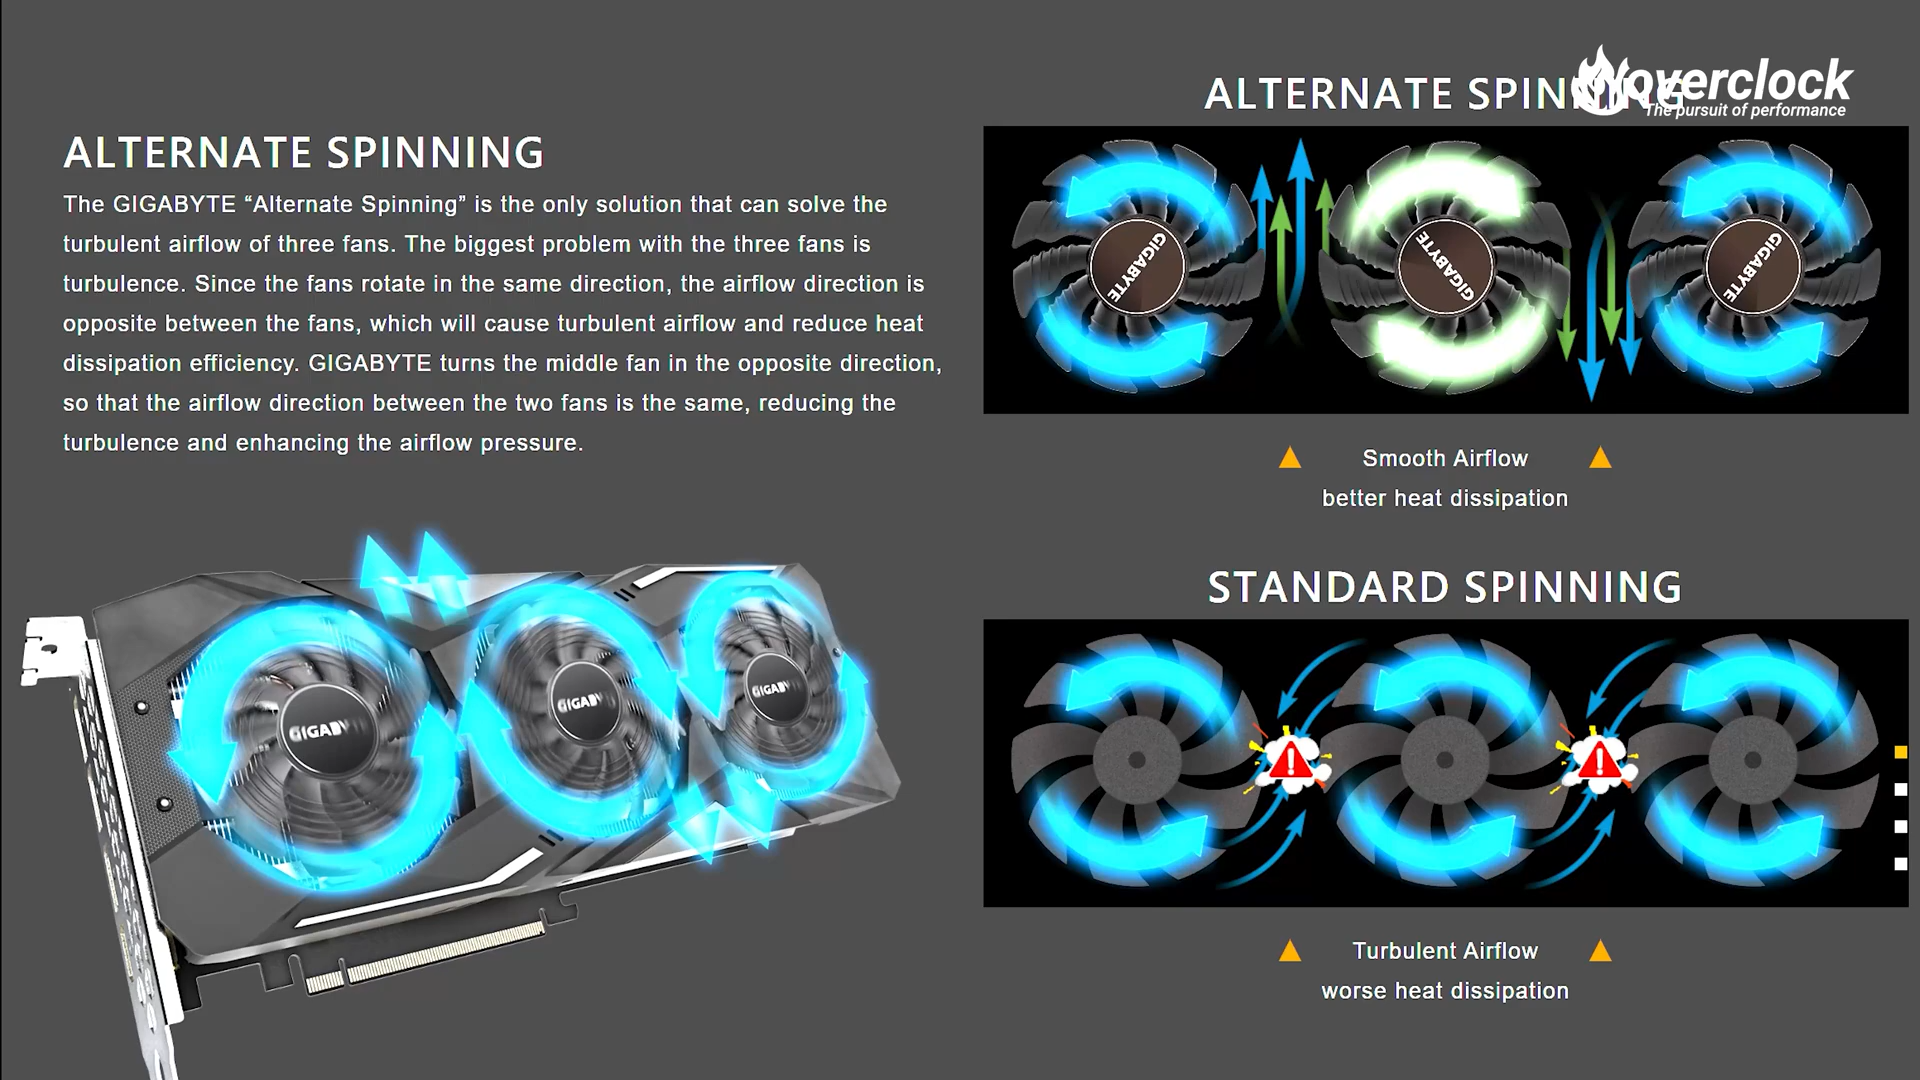 ALTERNATE SPINNING
The GIGABYTE “Alternate Spinning” is the only solution that can solve the
turbulent airflow of three fans. The biggest problem with the three fans is
turbulence. Since the fans rotate in the same direction, the airflow direction is
opposite between the fans, which will cause turbulent airflow and reduce heat
dissipation efficiency. GIGABYTE turns the middle fan in the opposite direction,
so that the airflow direction between the two fans is the same, reducing the
turbulence and enhancing the airflow pressure.
GIGABY
GIGABY
GIGABY
ALTERNATE SPINNING
overclock
The pursuit of performance
GIGABYTE
GIGABYTE
GIGABYTE
Smooth Airflow
better heat dissipation
STANDARD SPINNING
Turbulent Airflow
worse heat dissipation